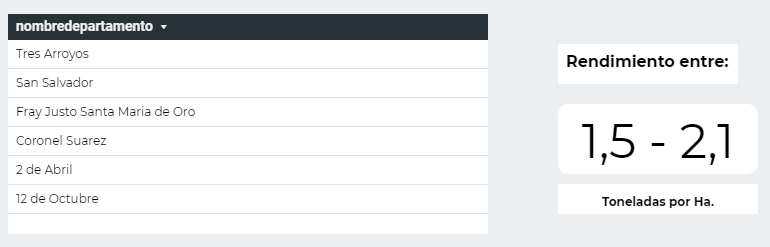 nombredepartamento
Tres Arroyos
San Salvador
Fray Justo Santa Maria de Oro
Coronel Suarez
2 de Abril
12 de Octubre
Rendimiento entre:
1,5 - 2,1
Toneladas por Ha.